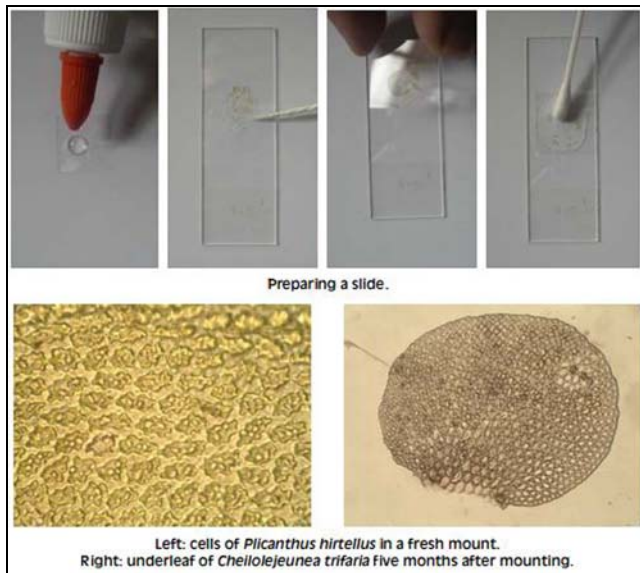 Preparing a slide.
Left: cells of Plicanthus hirtellus in a fresh mount.
Right: underleaf of Cheilolejeunea trifaria five months after mounting.